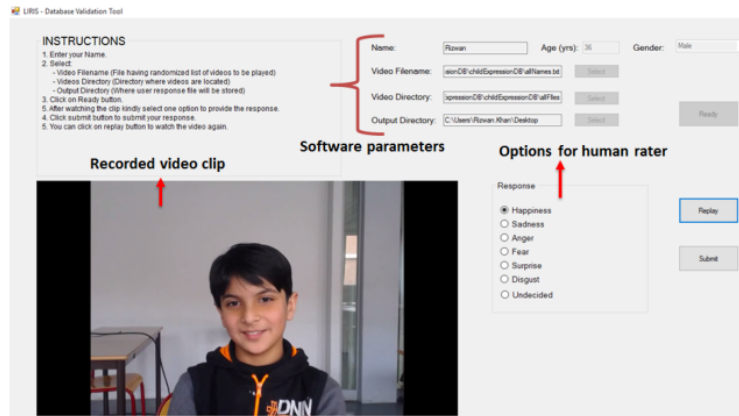 LIRIS - Database Validation Tool
INSTRUCTIONS
1. Enter your Name.
2. Select:
- Video Filename (File having randomized list of videos to be played)
- Videos Directory (Directory where videos are located)
- Output Directory (Where user response file will be stored)
3. Click on Ready button.
5. After watching the clip kindly select one option to provide the response.
4. Click submit button to submit your response.
5. You can click on replay button to watch the video again.
Name: Rizwan Age (yrs): 36 Gender: Male
Video Filename: sionDB\childExpressionDB\allNames.txt Select
Video Directory: xpressionDB\childExpressionDB\allFiles Select
Output Directory: C:\Users\Rizwan.Khan\Desktop Select
Ready
Software parameters
Options for human rater
Recorded video clip
Response
Happiness
Sadness
Anger
Fear
Surprise
Disgust
Undecided
Replay
Submit